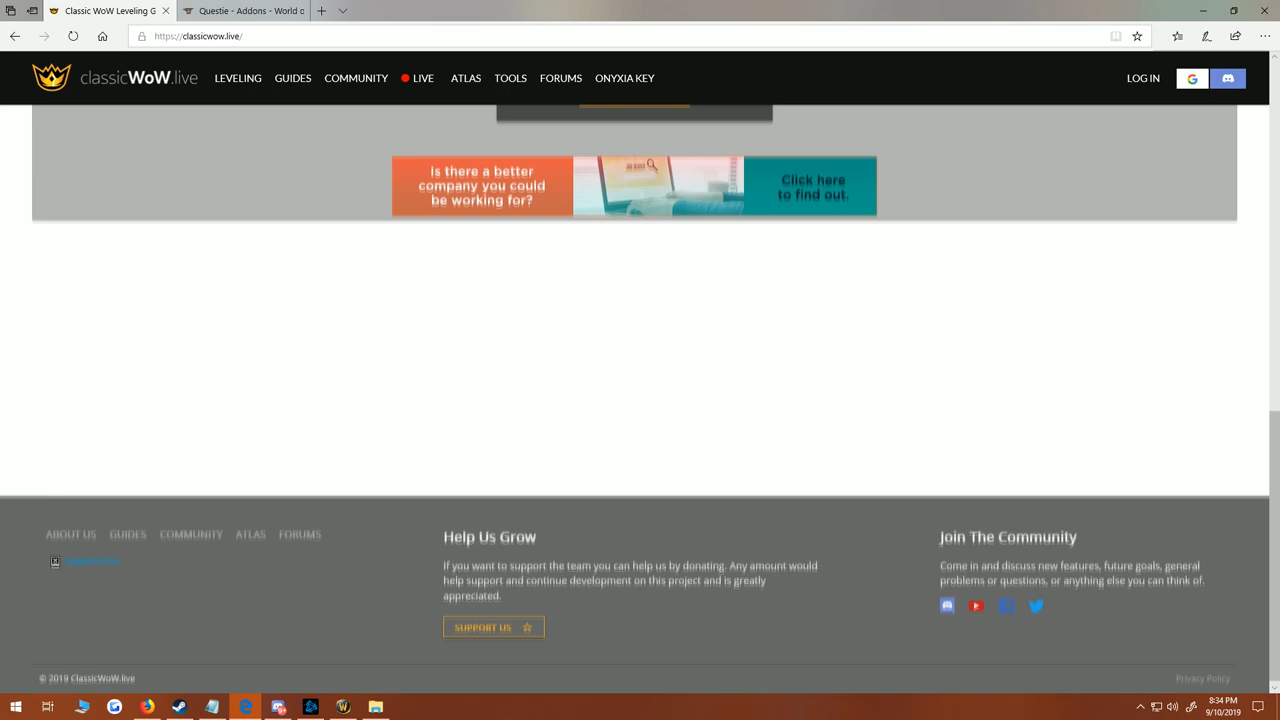 Classic WoW Leveling G
Questie - Addons - World o
https://classicwow.live/
classicWoW.live
LEVELING
GUIDES
COMMUNITY
LIVE
ATLAS
TOOLS
FORUMS
ONYXIA KEY
LOG IN
Is there a better
company you could
be working for?
JOB SEARCH
Click here
to find out.
ABOUT US
GUIDES
COMMUNITY
ATLAS
FORUMS
Help Us Grow
If you want to support the team you can help us by donating. Any amount would
help support and continue development on this project and is greatly
appreciated.
SUPPORT US
Join The Community
Come in and discuss new features, future goals, general
problems or questions, or anything else you can think of.
© 2019 ClassicWoW.live
Privacy Policy
8:34 PM
9/10/2019